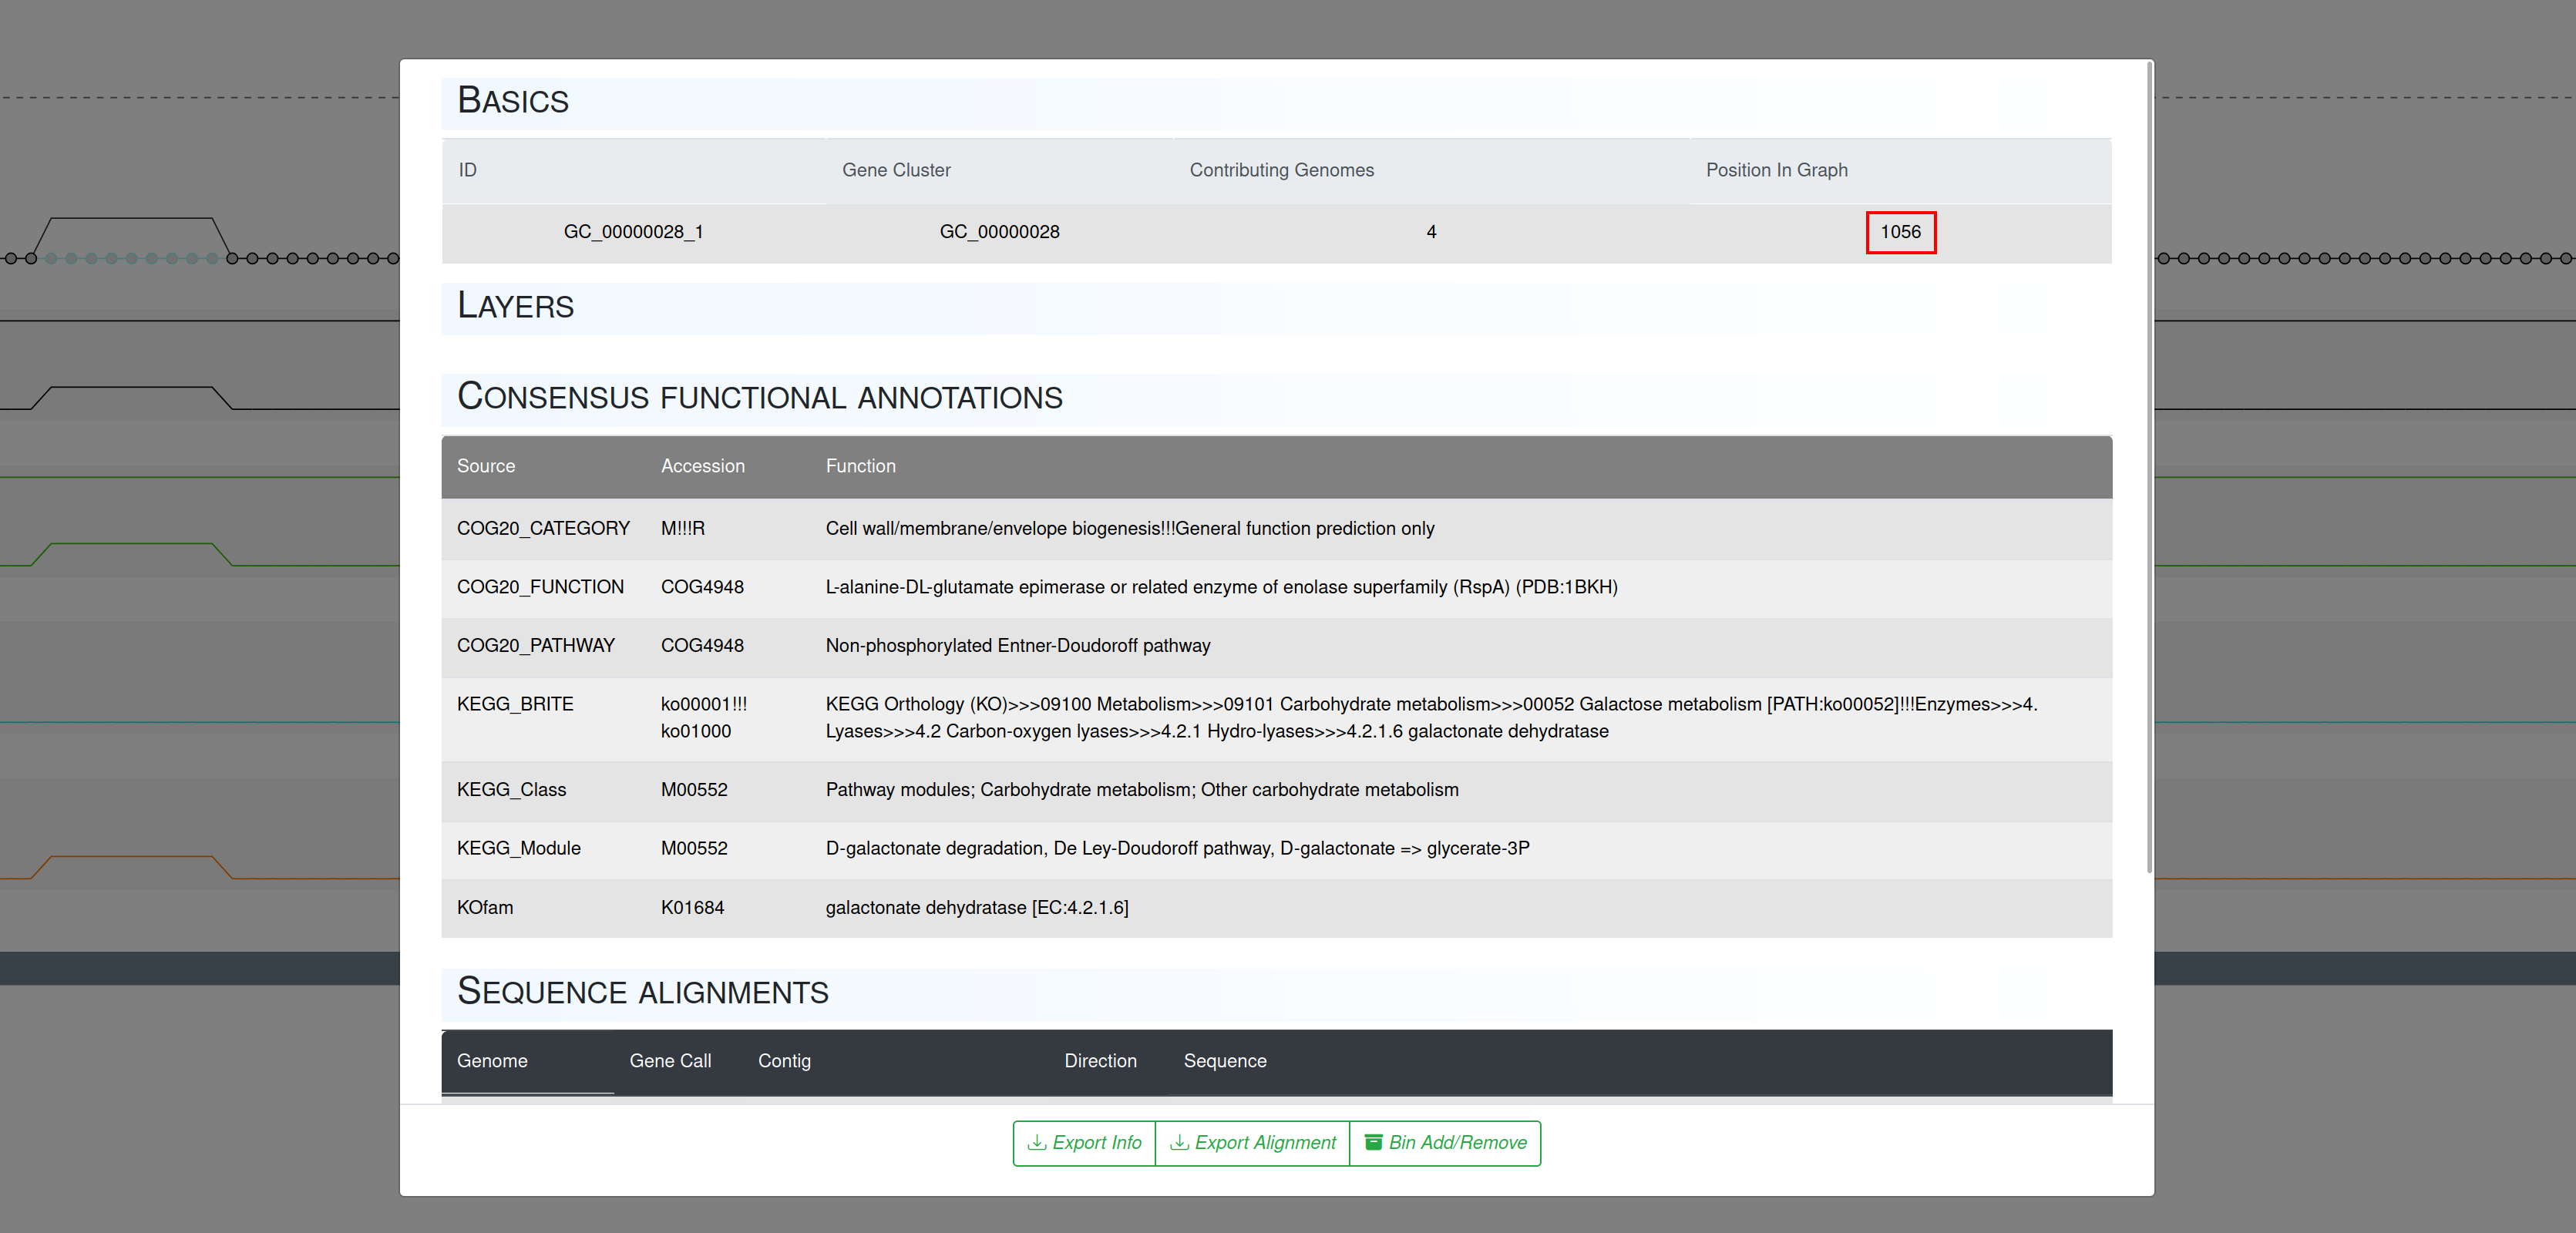 BASICS
ID Gene Cluster Contributing Genomes Position In Graph
GC_00000028_1 GC_00000028 4 1056
LAYERS
CONSENSUS FUNCTIONAL ANNOTATIONS
Source Accession Function
COG20_CATEGORY M!!!R Cell wall/membrane/envelope biogenesis!!!General function prediction only
COG20_FUNCTION COG4948 L-alanine-DL-glutamate epimerase or related enzyme of enolase superfamily (RspA) (PDB:1BKH)
COG20_PATHWAY COG4948 Non-phosphorylated Entner-Doudoroff pathway
KEGG_BRITE ko00001!!! KEGG Orthology (KO)>>>09100 Metabolism>>>09101 Carbohydrate metabolism>>>00052 Galactose metabolism [PATH:ko00052]!!!Enzymes>>>4.
ko01000 Lyases>>>4.2 Carbon-oxygen lyases>>>4.2.1 Hydro-lyases>>>4.2.1.6 galactonate dehydratase
KEGG_Class M00552 Pathway modules; Carbohydrate metabolism; Other carbohydrate metabolism
KEGG_Module M00552 D-galactonate degradation, De Ley-Doudoroff pathway, D-galactonate => glycerate-3P
KOfam K01684 galactonate dehydratase [EC:4.2.1.6]
SEQUENCE ALIGNMENTS
Genome Gene Call Contig Direction Sequence
Export Info Export Alignment Bin Add/Remove